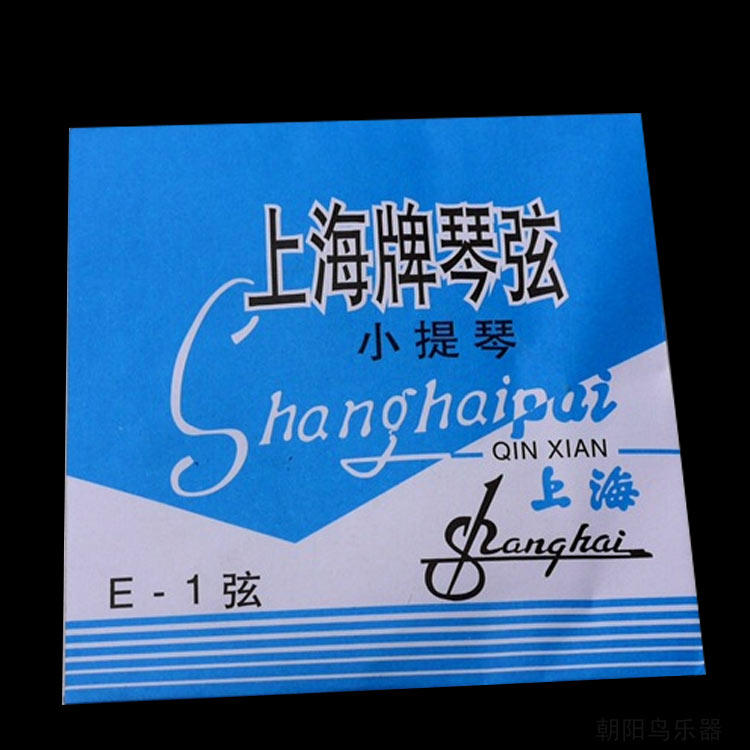 上海牌琴弦
小提琴
Shanghaipai
QIN XIAN
上海
Shanghai
E - 1 弦
朝阳鸟乐器